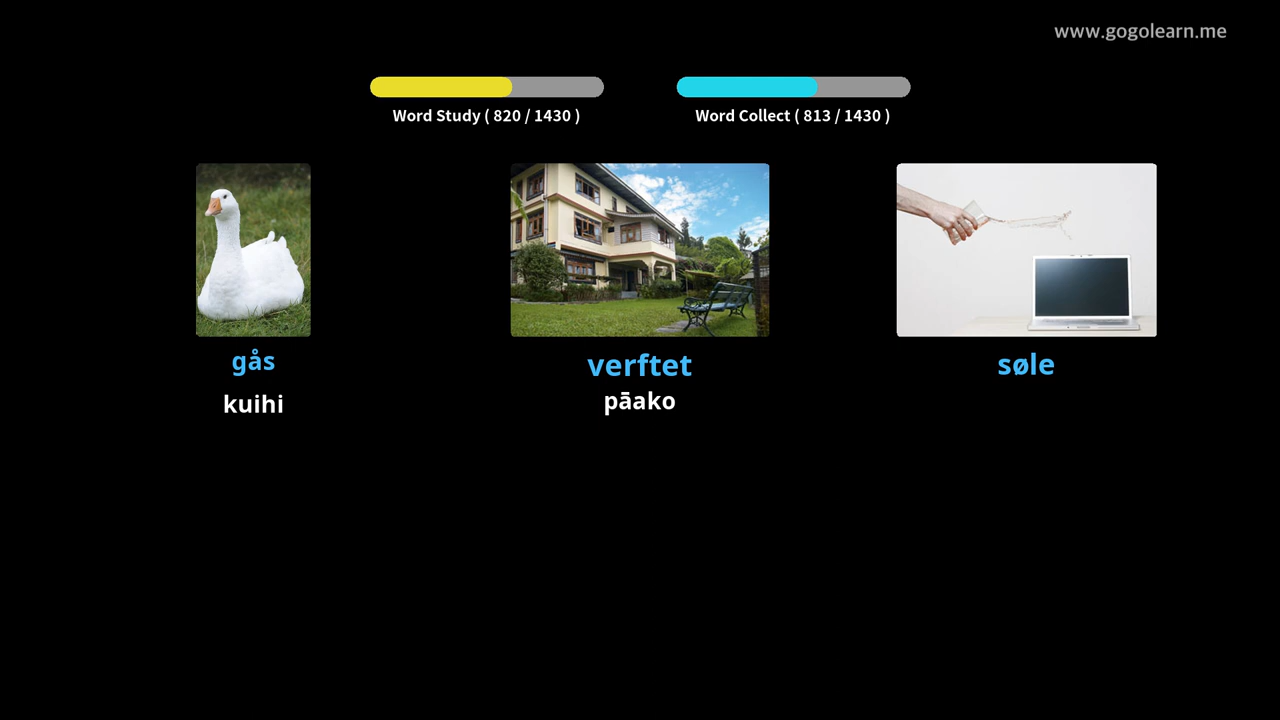 www.gogolearn.me
Word Study ( 820 / 1430 )
Word Collect ( 813 / 1430 )
gås
verftet
søle
kuihi
pāako